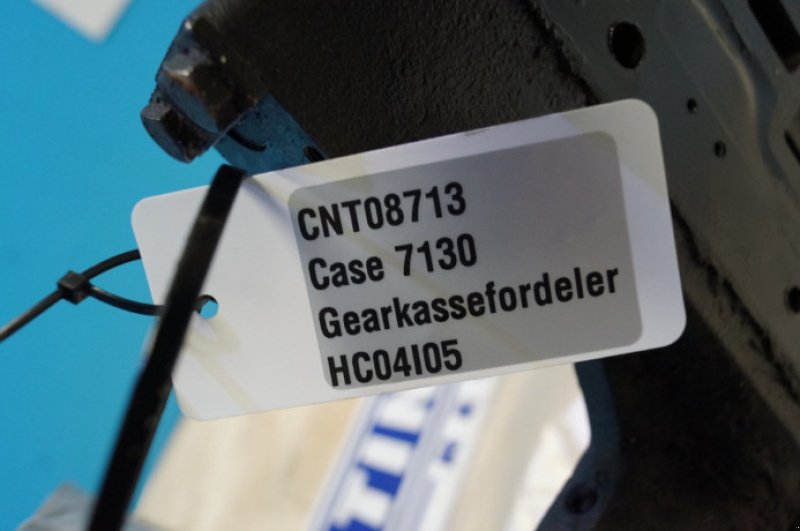 CNT08713
Case 7130
Gearkassefordeler
HC04I05